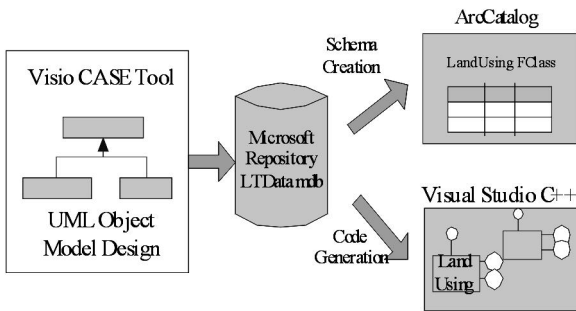 Visio CASE Tool
UML Object
Model Design
Microsoft
Repository
LTData mdb
Schema
Creation
ArcCatalog
LandUsing FClass
Code
Generation
Visual Studio C++
Land
Using